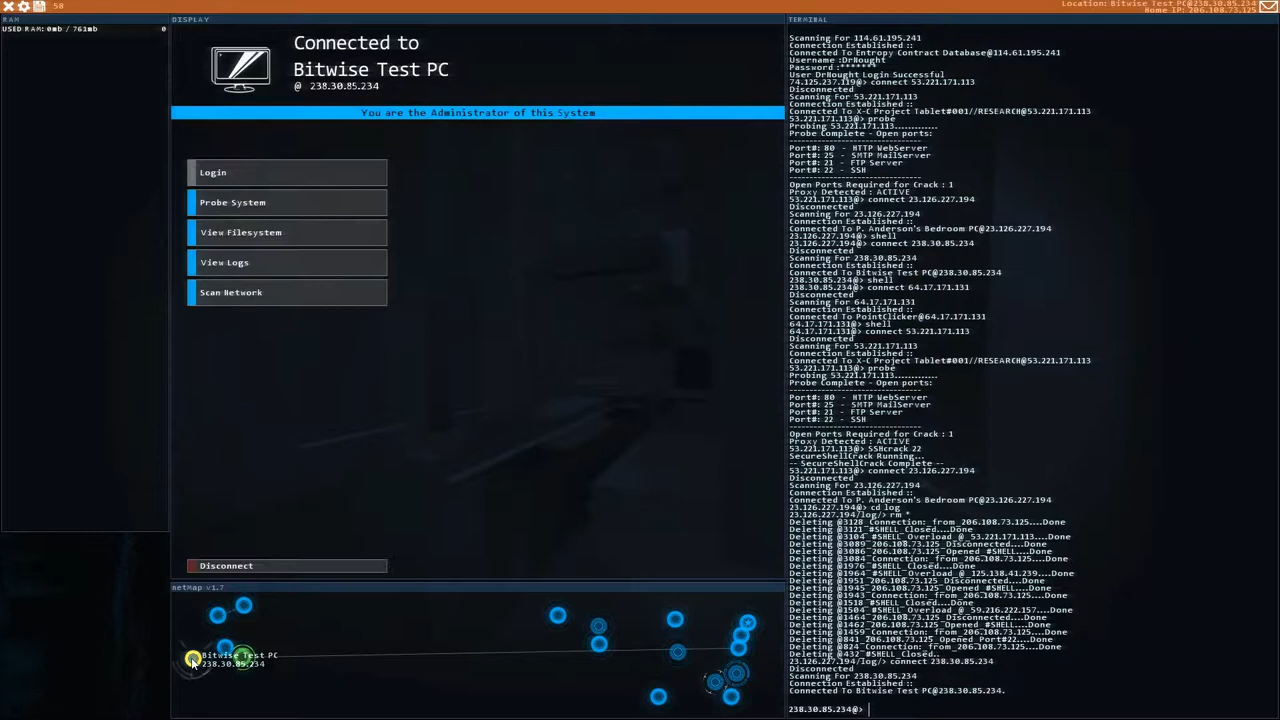 58
Location: Bitwise Test PC@238.30.85.234
Home IP: 206.108.73.125
RAM
USED RAM: 0mb / 761mb
0
DISPLAY
Connected to
Bitwise Test PC
@ 238.30.85.234
You are the Administrator of this System
Login
Probe System
View Filesystem
View Logs
Scan Network
Disconnect
netMap v1.7
Bitwise Test PC
238.30.85.234
TERMINAL
Scanning For 114.61.195.241
Connection Established ::
Connected To Entropy Contract Database@114.61.195.241
Username :DrNought
Password :*******
User DrNought Login Successful
74.125.237.119@> connect 53.221.171.113
Disconnected
Scanning For 53.221.171.113
Connection Established ::
Connected To X-C Project Tablet#001//RESEARCH@53.221.171.113
53.221.171.113@> probe
Probing 53.221.171.113.............
Probe Complete - Open ports:
---------------------------------
Port#: 80 - HTTP WebServer
Port#: 25 - SMTP MailServer
Port#: 21 - FTP Server
Port#: 22 - SSH
---------------------------------
Open Ports Required for Crack : 1
Proxy Detected : ACTIVE
53.221.171.113@> connect 23.126.227.194
Disconnected
Scanning For 23.126.227.194
Connection Established ::
Connected To P. Anderson's Bedroom PC@23.126.227.194
23.126.227.194@> shell
23.126.227.194@> connect 238.30.85.234
Disconnected
Scanning For 238.30.85.234
Connection Established ::
Connected To Bitwise Test PC@238.30.85.234
238.30.85.234@> shell
238.30.85.234@> connect 64.17.171.131
Disconnected
Scanning For 64.17.171.131
Connection Established ::
Connected To PointClicker@64.17.171.131
64.17.171.131@> shell
64.17.171.131@> connect 53.221.171.113
Disconnected
Scanning For 53.221.171.113
Connection Established ::
Connected To X-C Project Tablet#001//RESEARCH@53.221.171.113
53.221.171.113@> probe
Probing 53.221.171.113.............
Probe Complete - Open ports:
---------------------------------
Port#: 80 - HTTP WebServer
Port#: 25 - SMTP MailServer
Port#: 21 - FTP Server
Port#: 22 - SSH
---------------------------------
Open Ports Required for Crack : 1
Proxy Detected : ACTIVE
53.221.171.113@> SSHcrack 22
SecureShellCrack Running...
-- SecureShellCrack Complete --
53.221.171.113@> connect 23.126.227.194
Disconnected
Scanning For 23.126.227.194
Connection Established ::
Connected To P. Anderson's Bedroom PC@23.126.227.194
23.126.227.194@> cd log
23.126.227.194/log/> rm *
Deleting @3128_Connection:_from_206.108.73.125....Done
Deleting @3121_#SHELL_Closed....Done
Deleting @3104_#SHELL_Overload_@_53.221.171.113....Done
Deleting @3089_206.108.73.125_Disconnected....Done
Deleting @3086_206.108.73.125_Opened_#SHELL....Done
Deleting @3084_Connection:_from_206.108.73.125....Done
Deleting @1976_#SHELL_Closed....Done
Deleting @1964_#SHELL_Overload_@_125.138.41.239....Done
Deleting @1951_206.108.73.125_Disconnected....Done
Deleting @1945_206.108.73.125_Opened_#SHELL....Done
Deleting @1943_Connection:_from_206.108.73.125....Done
Deleting @1518_#SHELL_Closed....Done
Deleting @1504_#SHELL_Overload_@_59.216.222.157....Done
Deleting @1464_206.108.73.125_Disconnected....Done
Deleting @1462_206.108.73.125_Opened_#SHELL....Done
Deleting @1459_Connection:_from_206.108.73.125....Done
Deleting @841_206.108.73.125_Opened_Port#22....Done
Deleting @824_Connection:_from_206.108.73.125....Done
Deleting @432_#SHELL_Closed..
23.126.227.194/log/> connect 238.30.85.234
Disconnected
Scanning For 238.30.85.234
Connection Established ::
Connected To Bitwise Test PC@238.30.85.234.
238.30.85.234@>